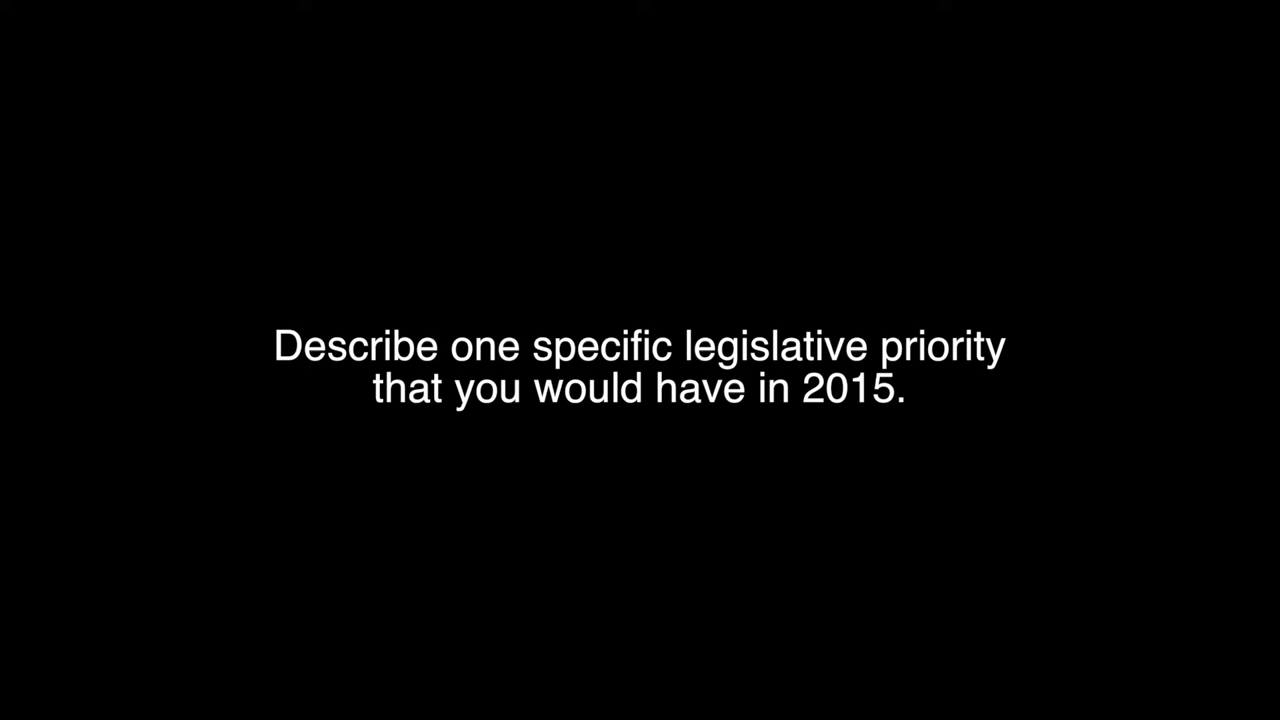 Describe one specific legislative priority
that you would have in 2015.